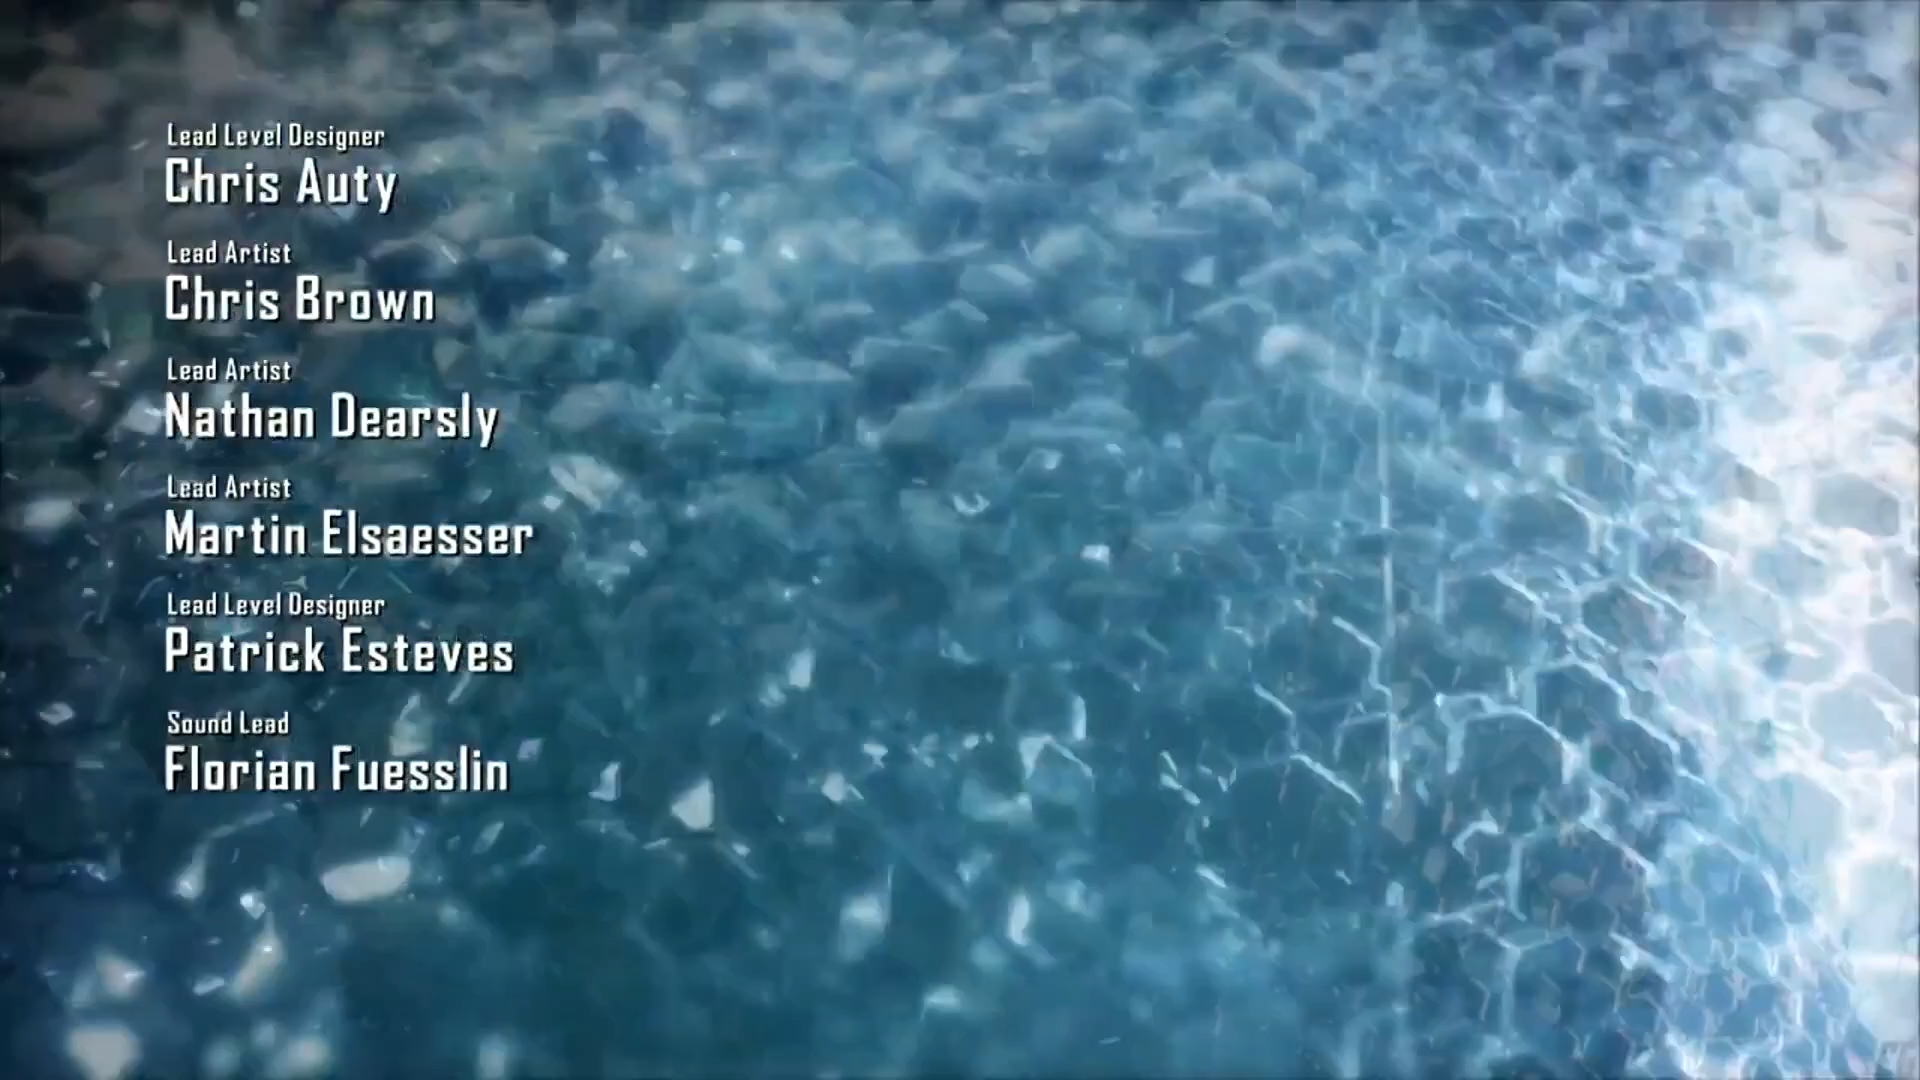 Lead Level Designer
Chris Auty
Lead Artist
Chris Brown
Lead Artist
Nathan Dearsly
Lead Artist
Martin Elsaesser
Lead Level Designer
Patrick Esteves
Sound Lead
Florian Fuesslin